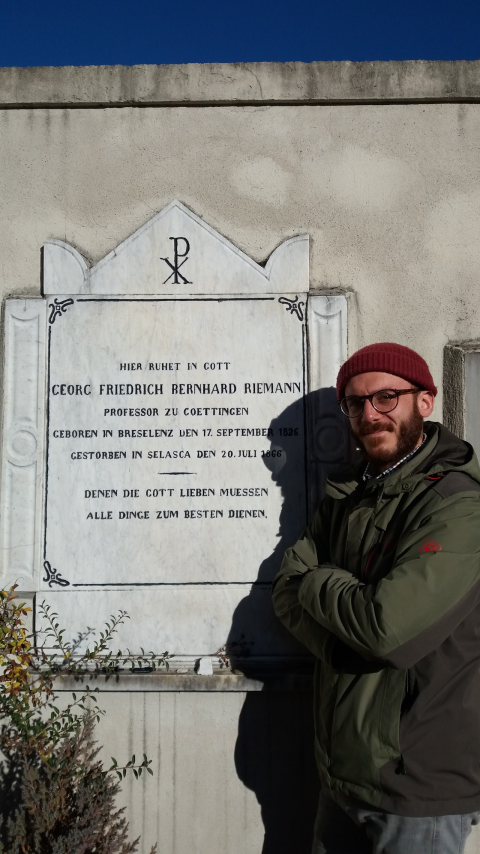 HIER RUHET IN GOTT
GEORG FRIEDRICH BERNHARD RIEMANN
PROFESSOR ZU GOETTINGEN
GEBOREN IN BRESELENZ DEN 17. SEPTEMBER 1826
GESTORBEN IN SELASCA DEN 20. JULI 1866
DENEN DIE GOTT LIEBEN MUESSEN
ALLE DINGE ZUM BESTEN DIENEN.